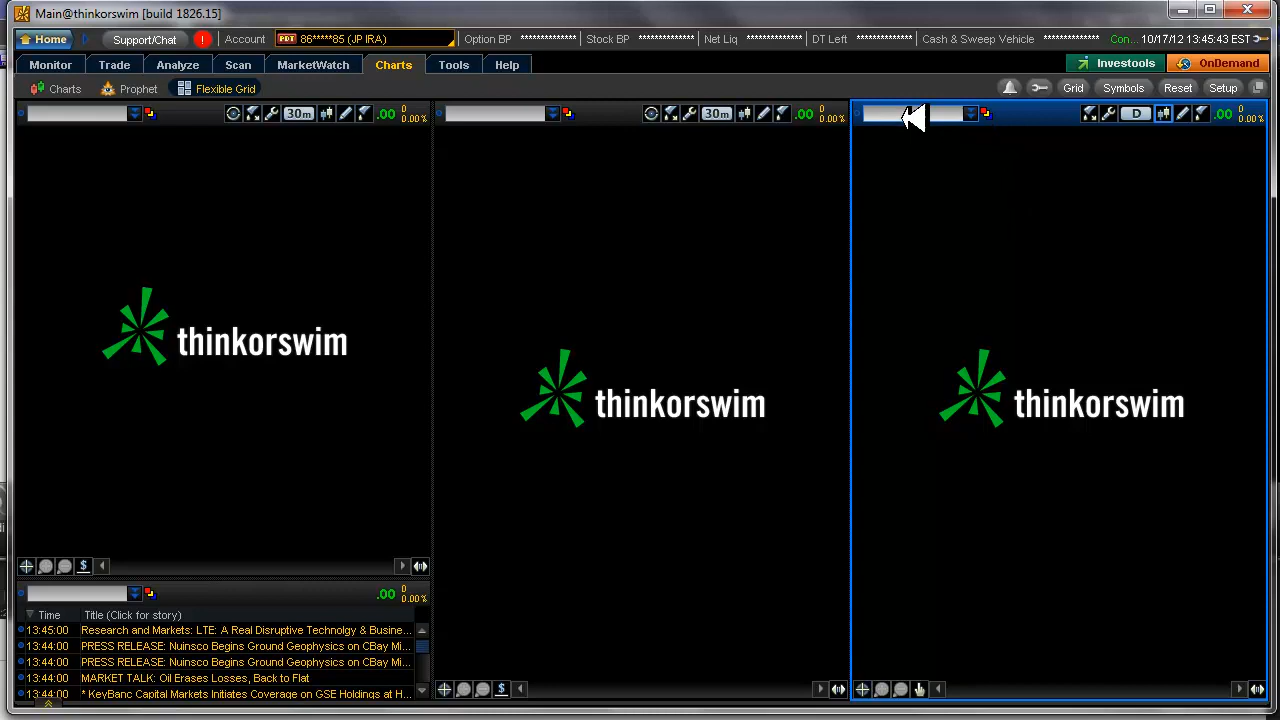 Main@thinkorswim [build 1826.15]
Home Support/Chat ! Account PDT 86*****85 (JP IRA) Option BP *********** Stock BP *********** Net Liq *********** DT Left *********** Cash & Sweep Vehicle *********** Con... 10/17/12 13:45:43 EST
Monitor Trade Analyze Scan MarketWatch Charts Tools Help Investools OnDemand
Charts Prophet Flexible Grid Grid Symbols Reset Setup
30m .00 0 0.00% 30m .00 0 0.00% D .00 0 0.00%
thinkorswim
thinkorswim
thinkorswim
$
.00 0 0.00%
Time Title (Click for story)
13:45:00 Research and Markets: LTE: A Real Disruptive Technolgy & Busine...
13:44:00 PRESS RELEASE: Nuinsco Begins Ground Geophysics on CBay Mi...
13:44:00 PRESS RELEASE: Nuinsco Begins Ground Geophysics on CBay Mi...
13:44:00 MARKET TALK: Oil Erases Losses, Back to Flat
13:44:00 * KeyBanc Capital Markets Initiates Coverage on GSE Holdings at H...
$